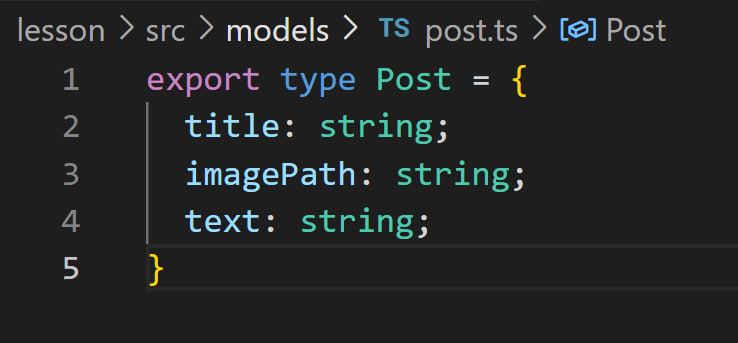 lesson > src > models > TS post.ts > Post
1 export type Post = {
2   title: string;
3   imagePath: string;
4   text: string;
5 }